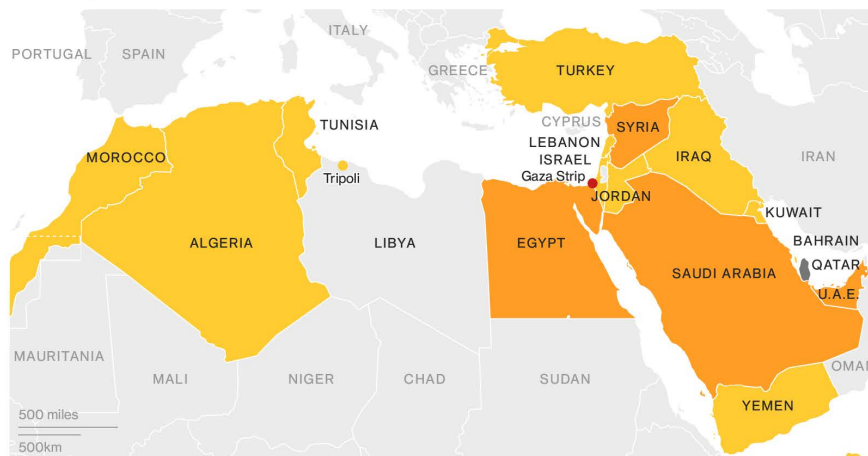 ITALY
PORTUGAL
SPAIN
GREECE
TURKEY
CYPRUS
TUNISIA
SYRIA
LEBANON
ISRAEL
Gaza Strip
MOROCCO
IRAQ
IRAN
Tripoli
JORDAN
KUWAIT
ALGERIA
LIBYA
EGYPT
BAHRAIN
QATAR
SAUDI ARABIA
U.A.E.
MAURITANIA
MALI
NIGER
CHAD
SUDAN
OMA
YEMEN
500 miles
500km